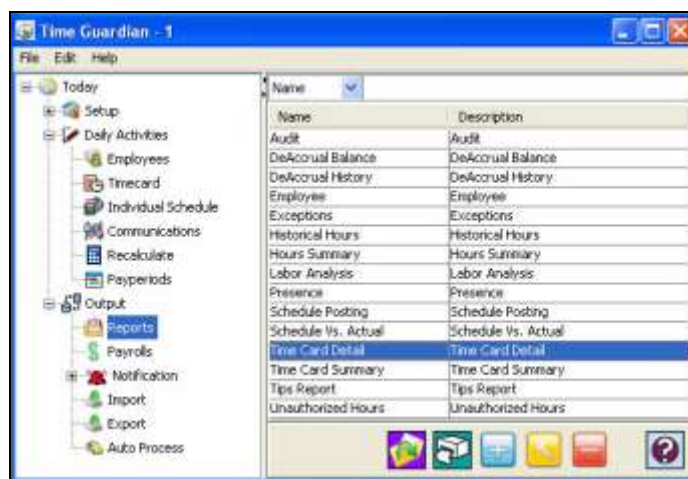 Time Guardian - 1
File Edit Help
Today
Setup
Daily Activities
Employees
Timecard
Individual Schedule
Communications
Recalculate
Payperiods
Output
Reports
Payrolls
Notification
Import
Export
Auto Process
Name
Name Description
Audit Audit
DeAccrual Balance DeAccrual Balance
DeAccrual History DeAccrual History
Employee Employee
Exceptions Exceptions
Historical Hours Historical Hours
Hours Summary Hours Summary
Labor Analysis Labor Analysis
Presence Presence
Schedule Posting Schedule Posting
Schedule Vs. Actual Schedule Vs. Actual
Time Card Detail Time Card Detail
Time Card Summary Time Card Summary
Tips Report Tips Report
Unauthorized Hours Unauthorized Hours